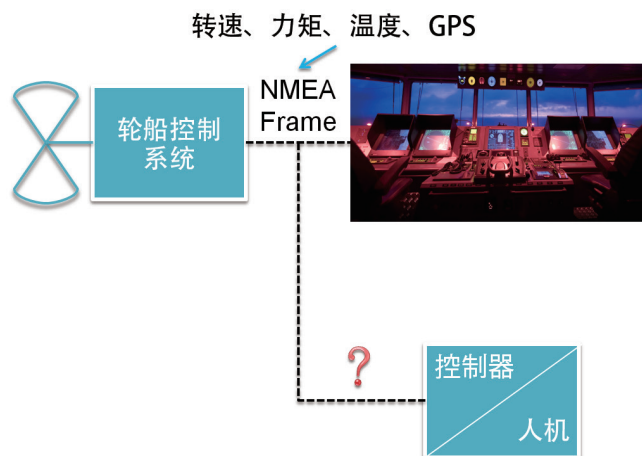 转速、力矩、温度、GPS
NMEA
Frame
轮船控制
系统
?
控制器
人机